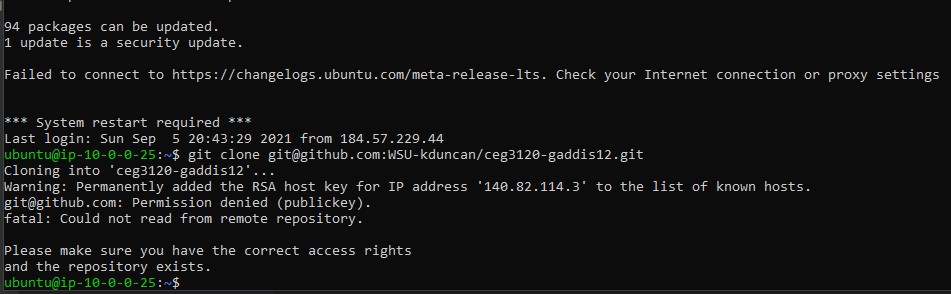 94 packages can be updated.
1 update is a security update.
Failed to connect to https://changelogs.ubuntu.com/meta-release-lts. Check your Internet connection or proxy settings
*** System restart required ***
Last login: Sun Sep  5 20:43:29 2021 from 184.57.229.44
ubuntu@ip-10-0-0-25:~$ git clone git@github.com:WSU-kduncan/ceg3120-gaddis12.git
Cloning into 'ceg3120-gaddis12'...
Warning: Permanently added the RSA host key for IP address '140.82.114.3' to the list of known hosts.
git@github.com: Permission denied (publickey).
fatal: Could not read from remote repository.
Please make sure you have the correct access rights
and the repository exists.
ubuntu@ip-10-0-0-25:~$